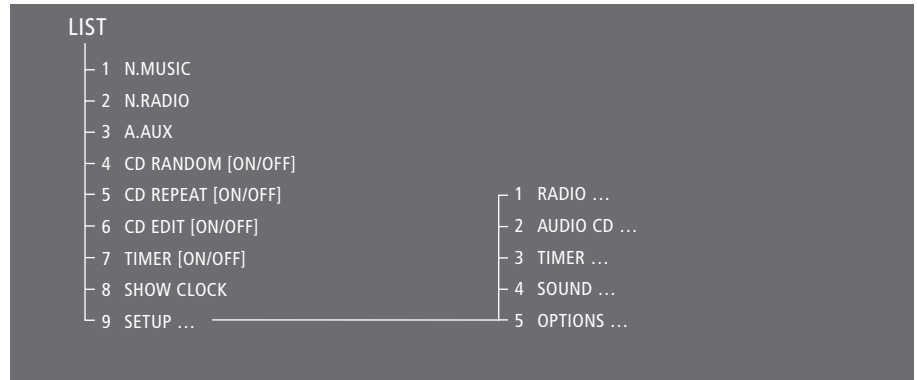 LIST
1 N.MUSIC
2 N.RADIO
3 A.AUX
4 CD RANDOM [ON/OFF]
5 CD REPEAT [ON/OFF]
6 CD EDIT [ON/OFF]
7 TIMER [ON/OFF]
8 SHOW CLOCK
9 SETUP …
1 RADIO …
2 AUDIO CD …
3 TIMER …
4 SOUND …
5 OPTIONS …